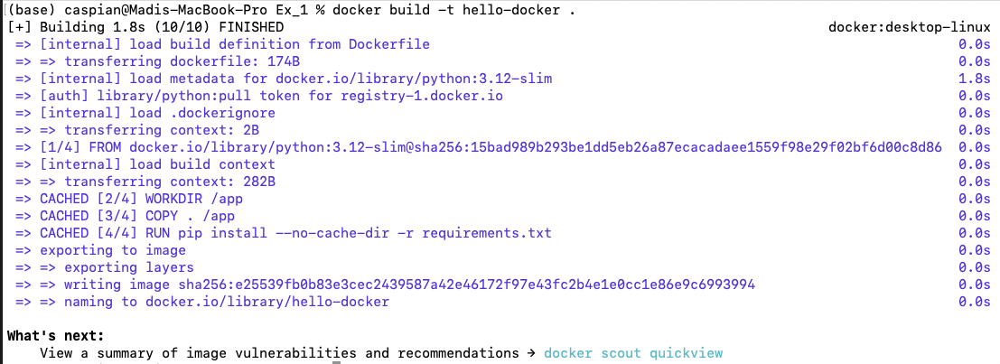 (base) caspian@Madis-MacBook-Pro Ex_1 % docker build -t hello-docker .
[+] Building 1.8s (10/10) FINISHED docker:desktop-linux
=> [internal] load build definition from Dockerfile 0.0s
=> => transferring dockerfile: 174B 0.0s
=> [internal] load metadata for docker.io/library/python:3.12-slim 1.8s
=> [auth] library/python:pull token for registry-1.docker.io 0.0s
=> [internal] load .dockerignore 0.0s
=> => transferring context: 2B 0.0s
=> [1/4] FROM docker.io/library/python:3.12-slim@sha256:15bad989b293be1dd5eb26a87ecacadaee1559f98e29f02bf6d00c8d86 0.0s
=> [internal] load build context 0.0s
=> => transferring context: 282B 0.0s
=> CACHED [2/4] WORKDIR /app 0.0s
=> CACHED [3/4] COPY . /app 0.0s
=> CACHED [4/4] RUN pip install --no-cache-dir -r requirements.txt 0.0s
=> exporting to image 0.0s
=> => exporting layers 0.0s
=> => writing image sha256:e25539fb0b83e3cec2439587a42e46172f97e43fc2b4e1e0cc1e86e9c6993994 0.0s
=> => naming to docker.io/library/hello-docker 0.0s
What's next:
View a summary of image vulnerabilities and recommendations → docker scout quickview